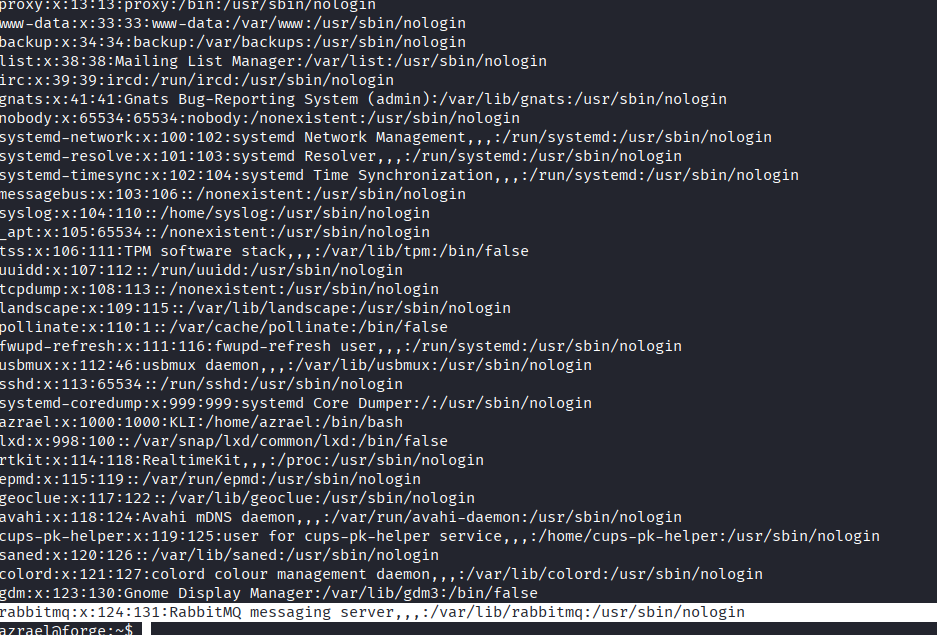 proxy:x:13:13:proxy:/bin:/usr/sbin/nologin
www-data:x:33:33:www-data:/var/www:/usr/sbin/nologin
backup:x:34:34:backup:/var/backups:/usr/sbin/nologin
list:x:38:38:Mailing List Manager:/var/list:/usr/sbin/nologin
irc:x:39:39:ircd:/run/ircd:/usr/sbin/nologin
gnats:x:41:41:Gnats Bug-Reporting System (admin):/var/lib/gnats:/usr/sbin/nologin
nobody:x:65534:65534:nobody:/nonexistent:/usr/sbin/nologin
systemd-network:x:100:102:systemd Network Management,,,:/run/systemd:/usr/sbin/nologin
systemd-resolve:x:101:103:systemd Resolver,,,:/run/systemd:/usr/sbin/nologin
systemd-timesync:x:102:104:systemd Time Synchronization,,,:/run/systemd:/usr/sbin/nologin
messagebus:x:103:106::/nonexistent:/usr/sbin/nologin
syslog:x:104:110::/home/syslog:/usr/sbin/nologin
_apt:x:105:65534::/nonexistent:/usr/sbin/nologin
tss:x:106:111:TPM software stack,,,:/var/lib/tpm:/bin/false
uuidd:x:107:112::/run/uuidd:/usr/sbin/nologin
tcpdump:x:108:113::/nonexistent:/usr/sbin/nologin
landscape:x:109:115::/var/lib/landscape:/usr/sbin/nologin
pollinate:x:110:1::/var/cache/pollinate:/bin/false
fwupd-refresh:x:111:116:fwupd-refresh user,,,:/run/systemd:/usr/sbin/nologin
usbmux:x:112:46:usbmux daemon,,,:/var/lib/usbmux:/usr/sbin/nologin
sshd:x:113:65534::/run/sshd:/usr/sbin/nologin
systemd-coredump:x:999:999:systemd Core Dumper:/:/usr/sbin/nologin
azrael:x:1000:1000:KLI:/home/azrael:/bin/bash
lxd:x:998:100::/var/snap/lxd/common/lxd:/bin/false
rtkit:x:114:118:RealtimeKit,,,:/proc:/usr/sbin/nologin
epmd:x:115:119::/var/run/epmd:/usr/sbin/nologin
geoclue:x:117:122::/var/lib/geoclue:/usr/sbin/nologin
avahi:x:118:124:Avahi mDNS daemon,,,:/var/run/avahi-daemon:/usr/sbin/nologin
cups-pk-helper:x:119:125:user for cups-pk-helper service,,,:/home/cups-pk-helper:/usr/sbin/nologin
saned:x:120:126::/var/lib/saned:/usr/sbin/nologin
colord:x:121:127:colord colour management daemon,,,:/var/lib/colord:/usr/sbin/nologin
gdm:x:123:130:Gnome Display Manager:/var/lib/gdm3:/bin/false
rabbitmq:x:124:131:RabbitMQ messaging server,,,:/var/lib/rabbitmq:/usr/sbin/nologin
azrael@forge:~$